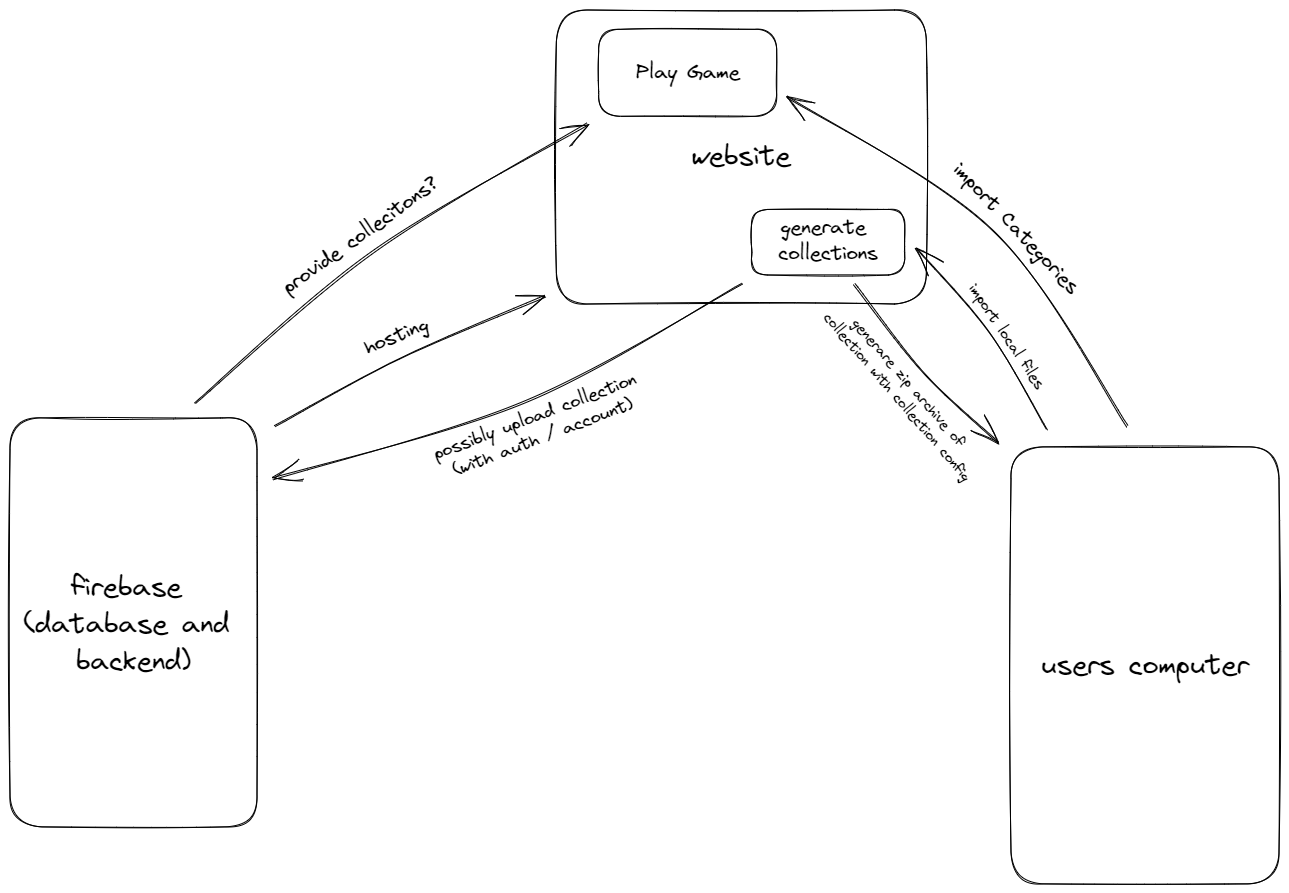 Play Game
website
generate
collections
provide collecitons?
hosting
possibly upload collection
(with auth / account)
import Categories
import local files
generare zip archive of
collection with collection config
firebase
(database and
backend)
users computer